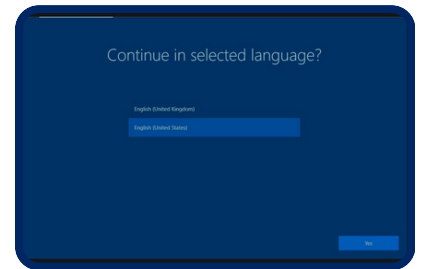 Continue in selected language?
English (United Kingdom)
English (United States)
Yes